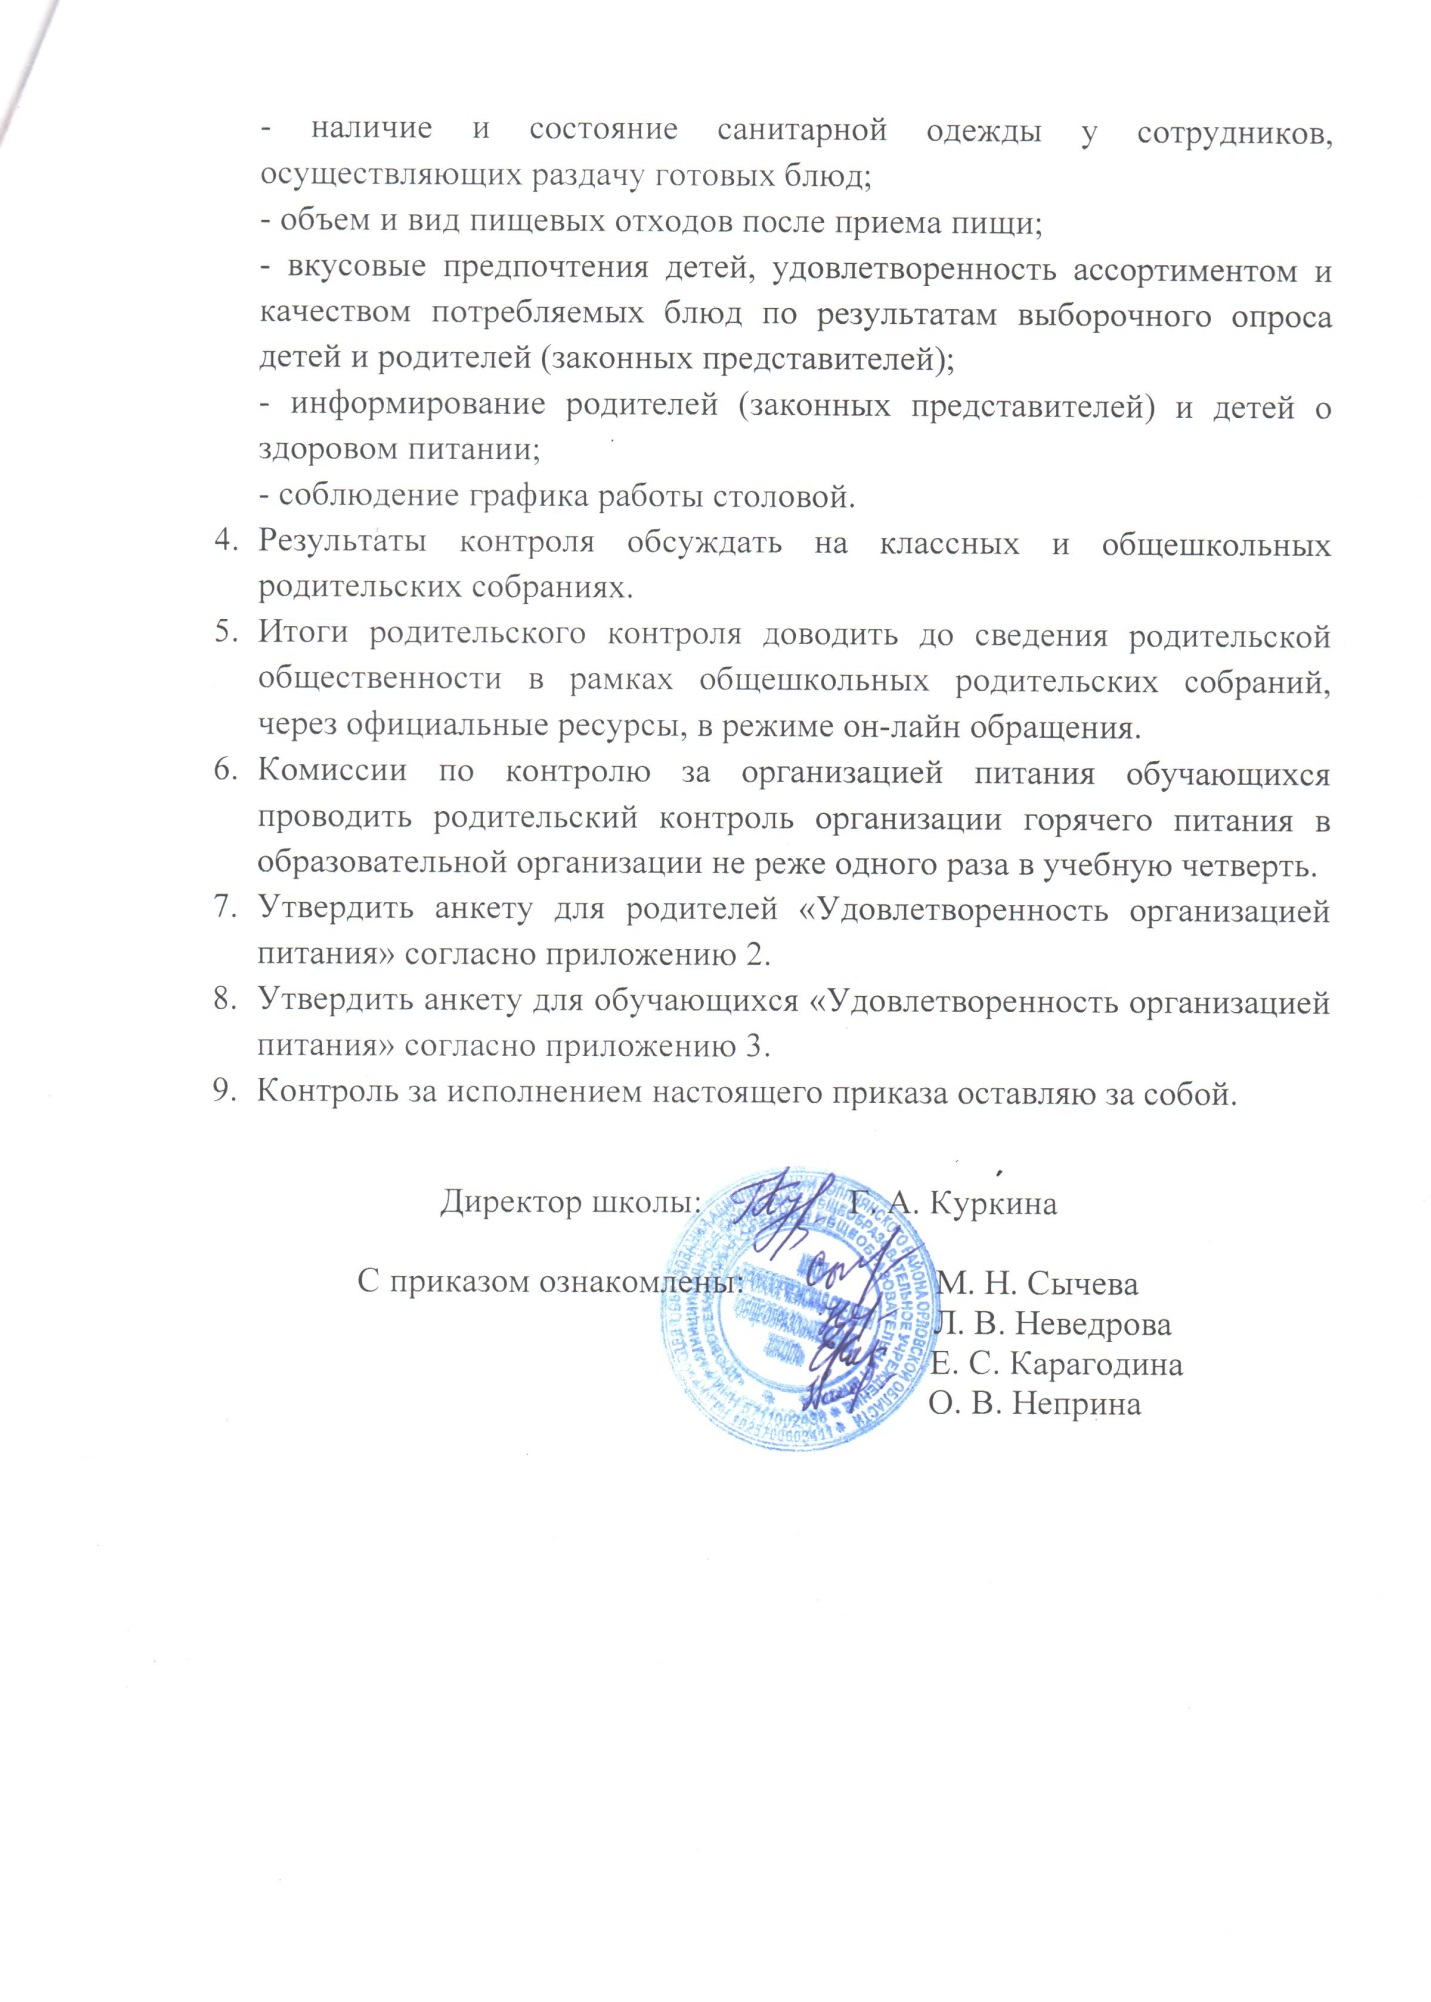 - наличие и состояние санитарной одежды у сотрудников,
осуществляющих раздачу готовых блюд;
- объем и вид пищевых отходов после приема пищи;
- вкусовые предпочтения детей, удовлетворенность ассортиментом и
качеством потребляемых блюд по результатам выборочного опроса
детей и родителей (законных представителей);
- информирование родителей (законных представителей) и детей о
здоровом питании;
- соблюдение графика работы столовой.
4. Результаты контроля обсуждать на классных и общешкольных
родительских собраниях.
5. Итоги родительского контроля доводить до сведения родительской
общественности в рамках общешкольных родительских собраний,
через официальные ресурсы, в режиме он-лайн обращения.
6. Комиссии по контролю за организацией питания обучающихся
проводить родительский контроль организации горячего питания в
образовательной организации не реже одного раза в учебную четверть.
7. Утвердить анкету для родителей «Удовлетворенность организацией
питания» согласно приложению 2.
8. Утвердить анкету для обучающихся «Удовлетворенность организацией
питания» согласно приложению 3.
9. Контроль за исполнением настоящего приказа оставляю за собой.
Директор школы: Г. А. Куркина
С приказом ознакомлены: М. Н. Сычева
Л. В. Неведрова
Е. С. Карагодина
О. В. Неприна
РАЙОНА ОРЛОВСКОЙ ОБЛАСТИ